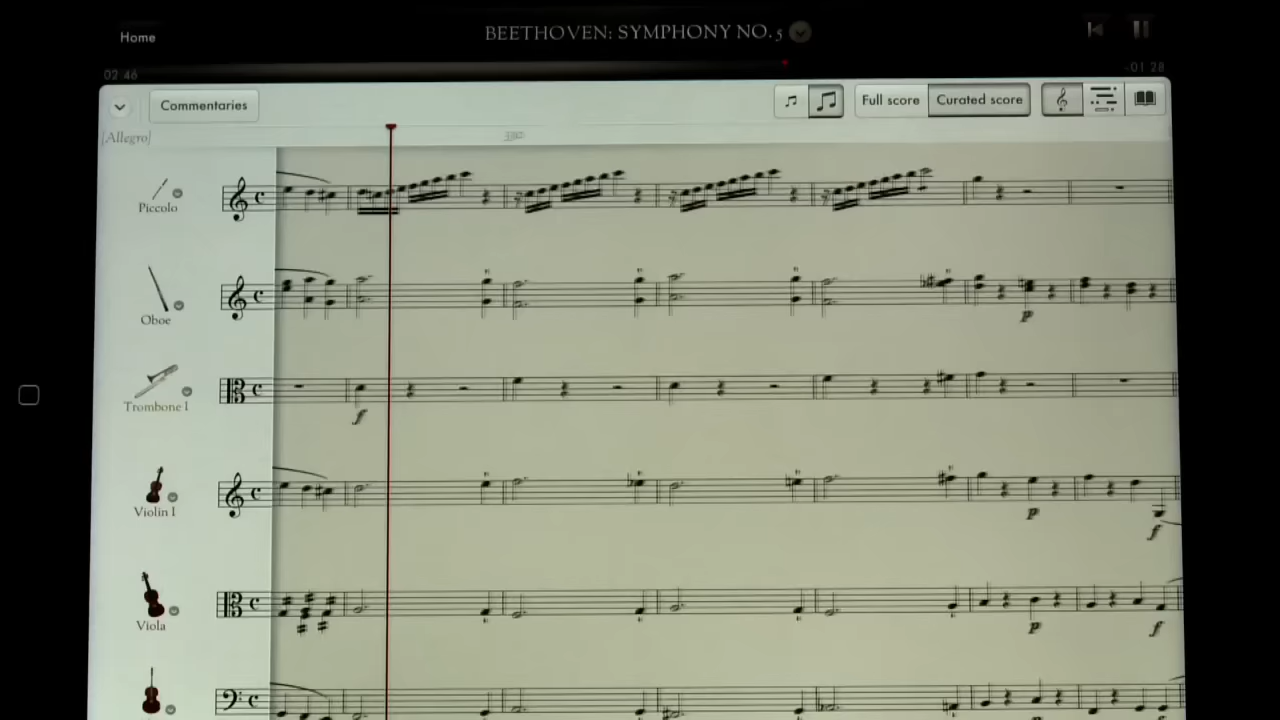 Home
BEETHOVEN: SYMPHONY NO. 5
02:46
-01:28
Commentaries
Full score
Curated score
[Allegro]
Piccolo
Oboe
p
Trombone I
f
Violin I
p
f
Viola
p
f